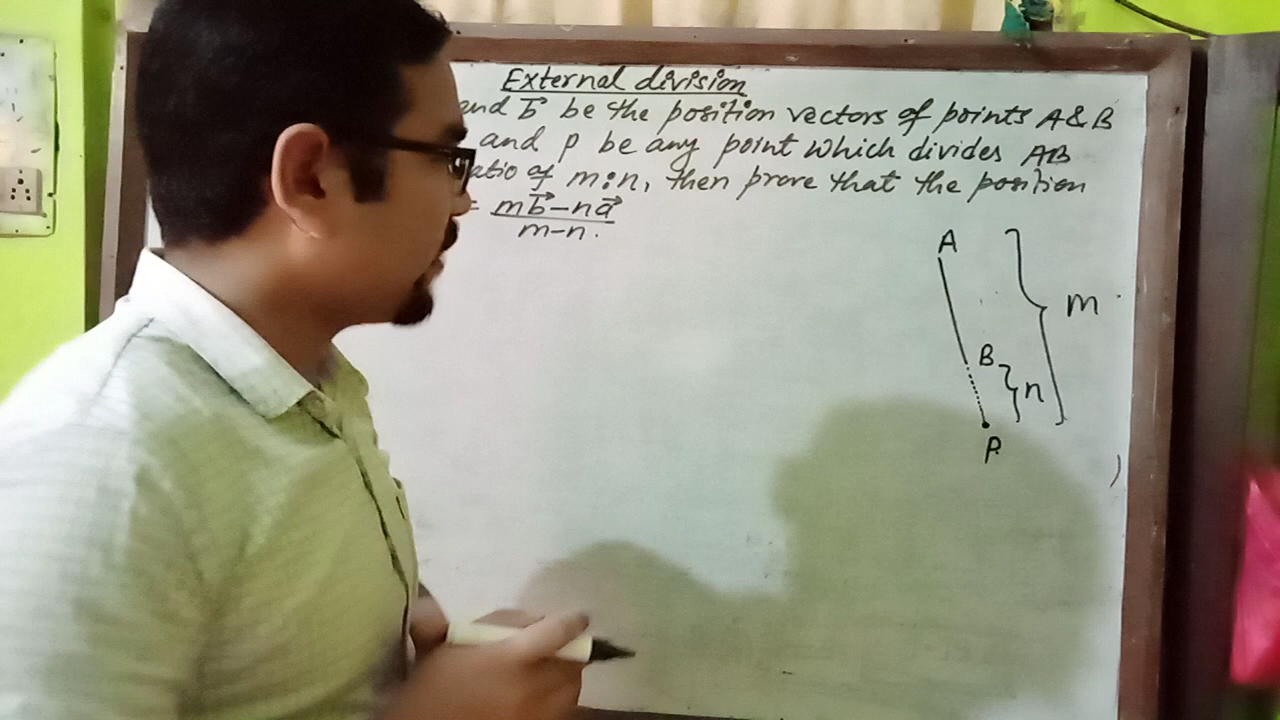 External division
and b⃗ be the position vectors of points A & B
and P be any point which divides AB
atio of m:n, then prove that the position
= mb⃗ - na⃗
m-n.
A
m
B
n
P